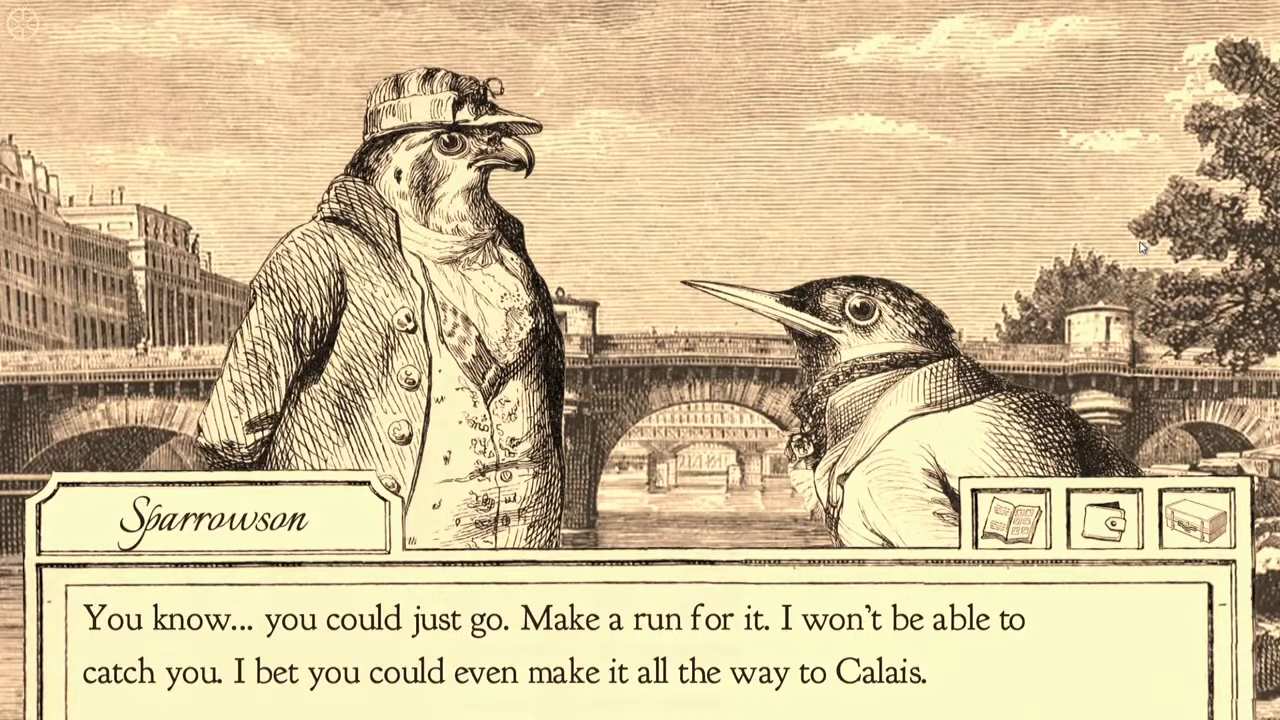 Sparrowson
You know... you could just go. Make a run for it. I won't be able to
catch you. I bet you could even make it all the way to Calais.